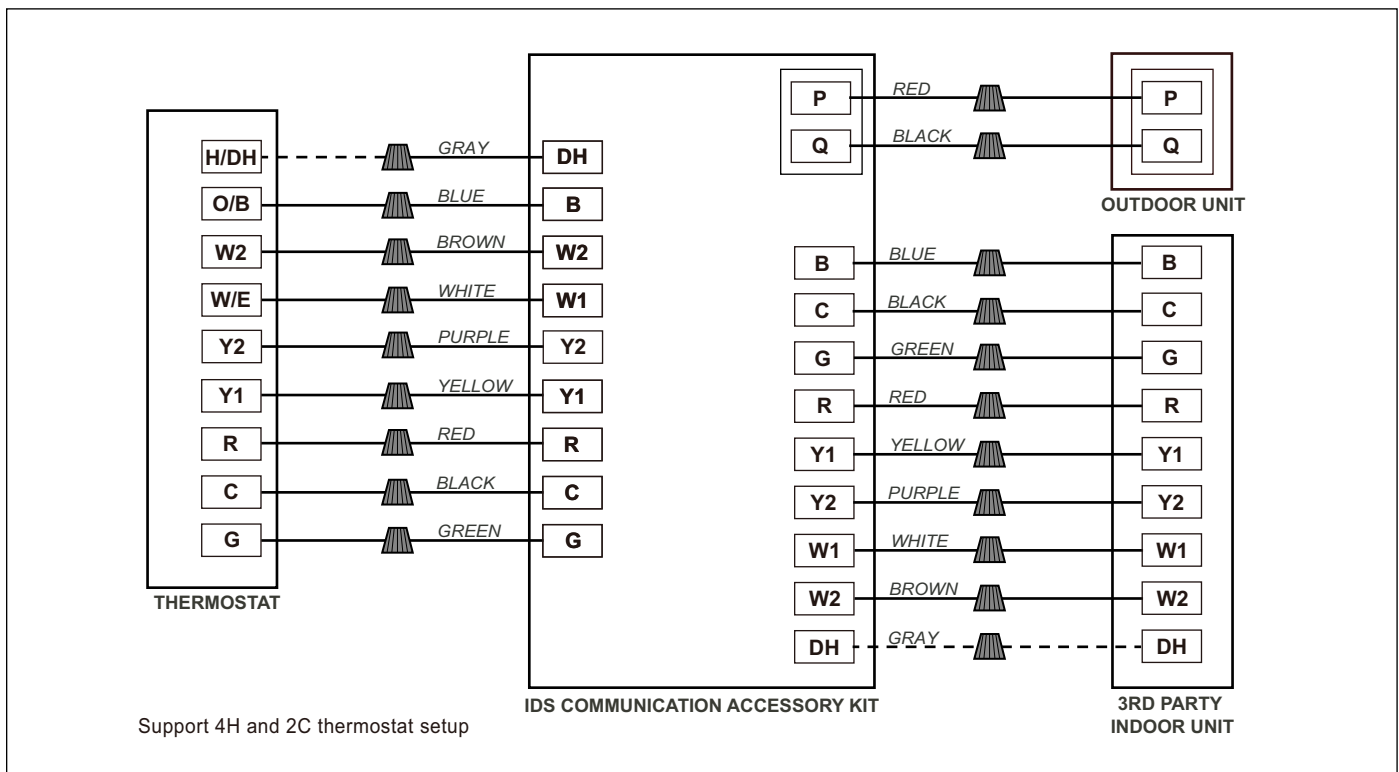 H/DH
GRAY
DH
O/B
BLUE
B
W2
BROWN
W2
W/E
WHITE
W1
Y2
PURPLE
Y2
Y1
YELLOW
Y1
R
RED
R
C
BLACK
C
G
GREEN
G
THERMOSTAT
P
RED
P
Q
BLACK
Q
OUTDOOR UNIT
B
BLUE
B
C
BLACK
C
G
GREEN
G
R
RED
R
Y1
YELLOW
Y1
Y2
PURPLE
Y2
W1
WHITE
W1
W2
BROWN
W2
DH
GRAY
DH
IDS COMMUNICATION ACCESSORY KIT
3RD PARTY
INDOOR UNIT
Support 4H and 2C thermostat setup